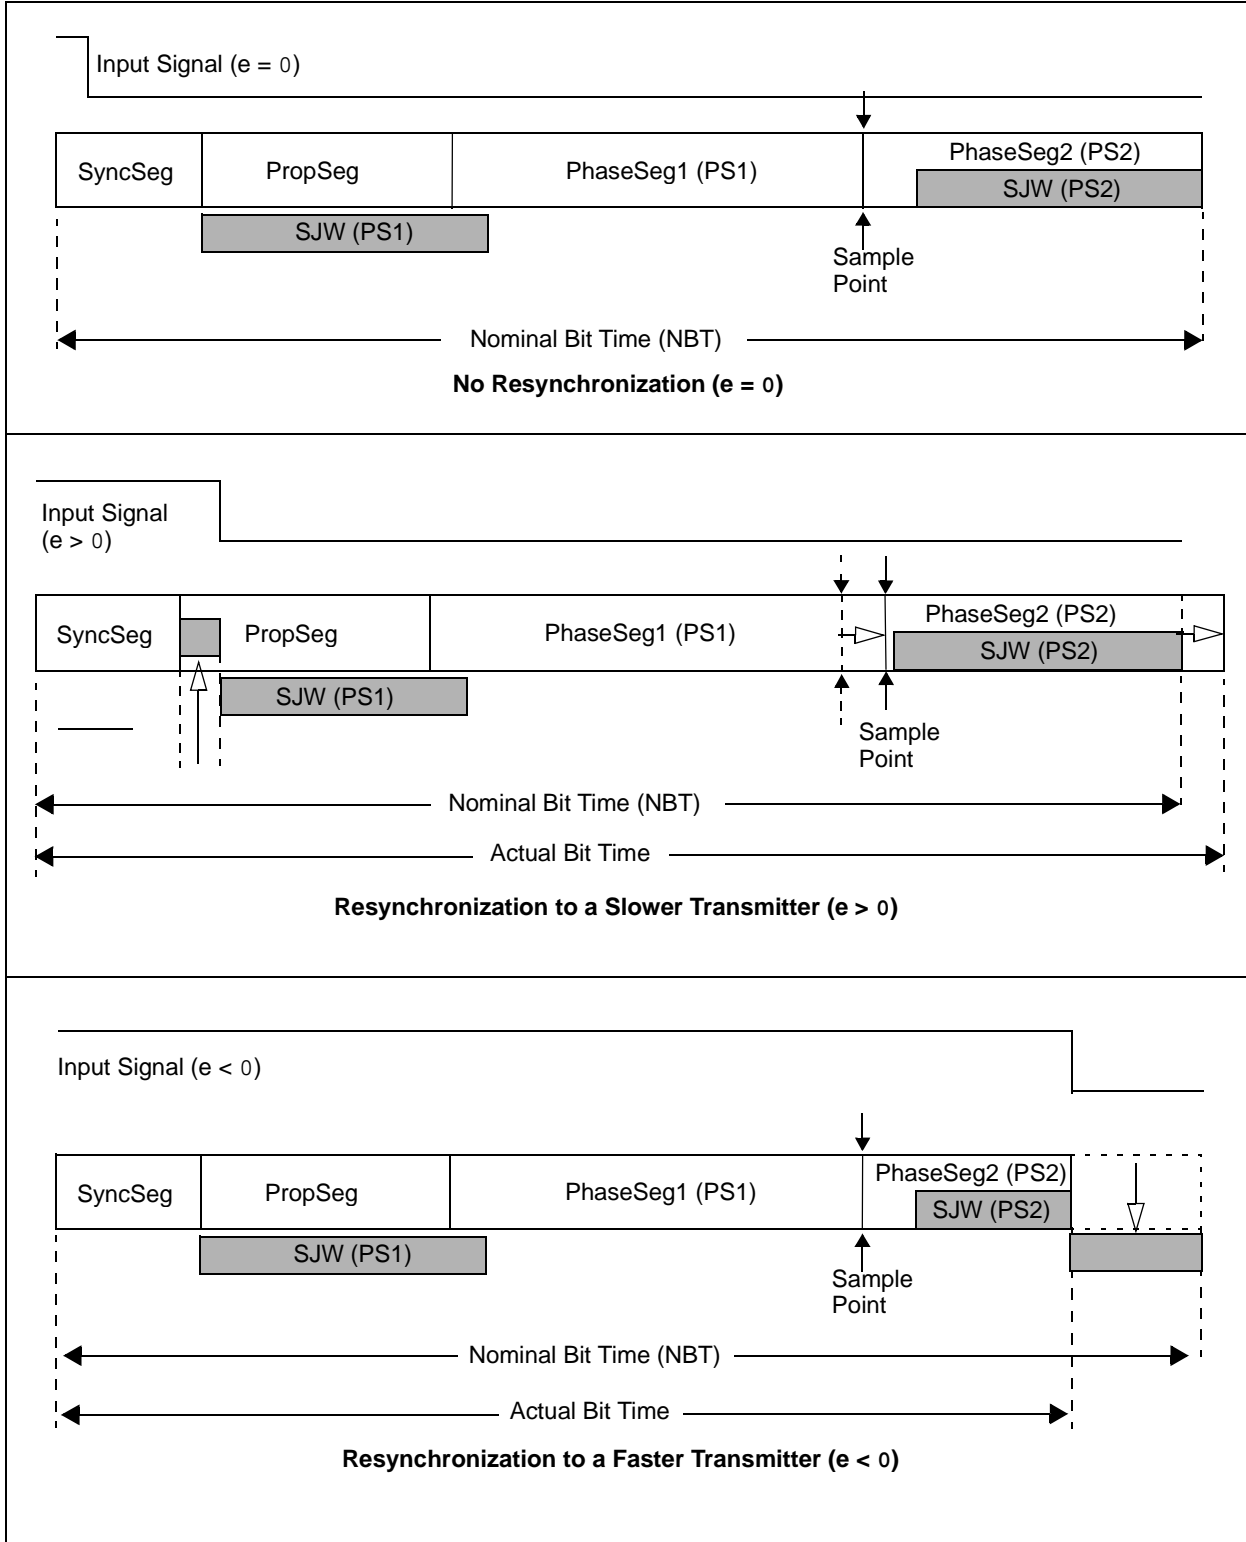 Input Signal (e = 0)
SyncSeg
PropSeg
PhaseSeg1 (PS1)
PhaseSeg2 (PS2)
SJW (PS2)
SJW (PS1)
Sample
Point
Nominal Bit Time (NBT)
No Resynchronization (e = 0)
Input Signal
(e > 0)
SyncSeg
PropSeg
PhaseSeg1 (PS1)
PhaseSeg2 (PS2)
SJW (PS2)
SJW (PS1)
Sample
Point
Nominal Bit Time (NBT)
Actual Bit Time
Resynchronization to a Slower Transmitter (e > 0)
Input Signal (e < 0)
SyncSeg
PropSeg
PhaseSeg1 (PS1)
PhaseSeg2 (PS2)
SJW (PS2)
SJW (PS1)
Sample
Point
Nominal Bit Time (NBT)
Actual Bit Time
Resynchronization to a Faster Transmitter (e < 0)